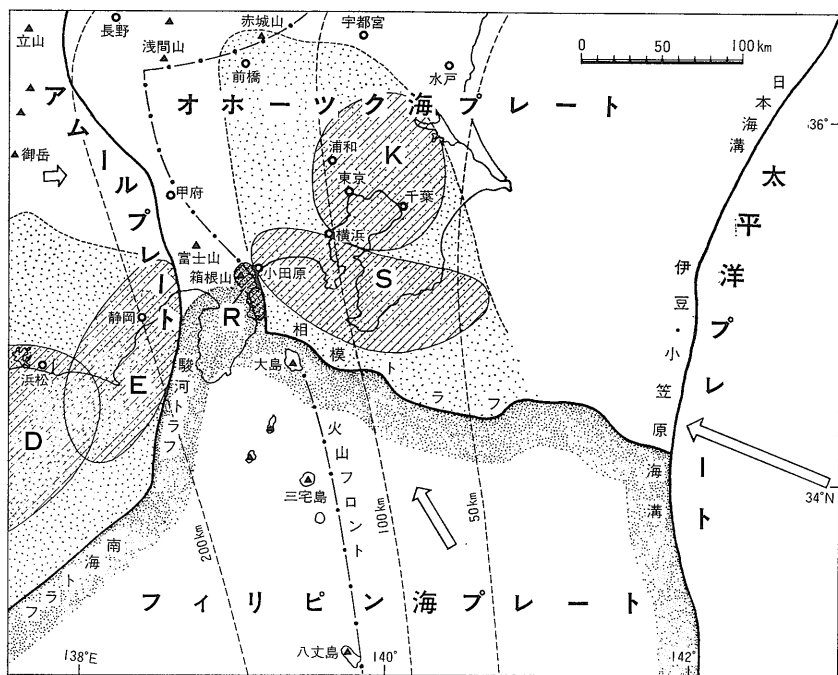 立山
長野
浅間山
赤城山
前橋
宇都宮
水戸
0 50 100 km
日本海溝
オホーツク海プレート
36°
アムールプレート
御岳
浦和
K
東京
千葉
甲府
横浜
太平洋プレート
富士山
箱根山
小田原
S
伊豆・小笠原海溝
静岡
R
相模トラフ
大島
浜松
E
駿河トラフ
D
火山フロント
三宅島
100km
50km
200km
34°N
南海トラフ
フィリピン海プレート
八丈島
138°E
140°
142°